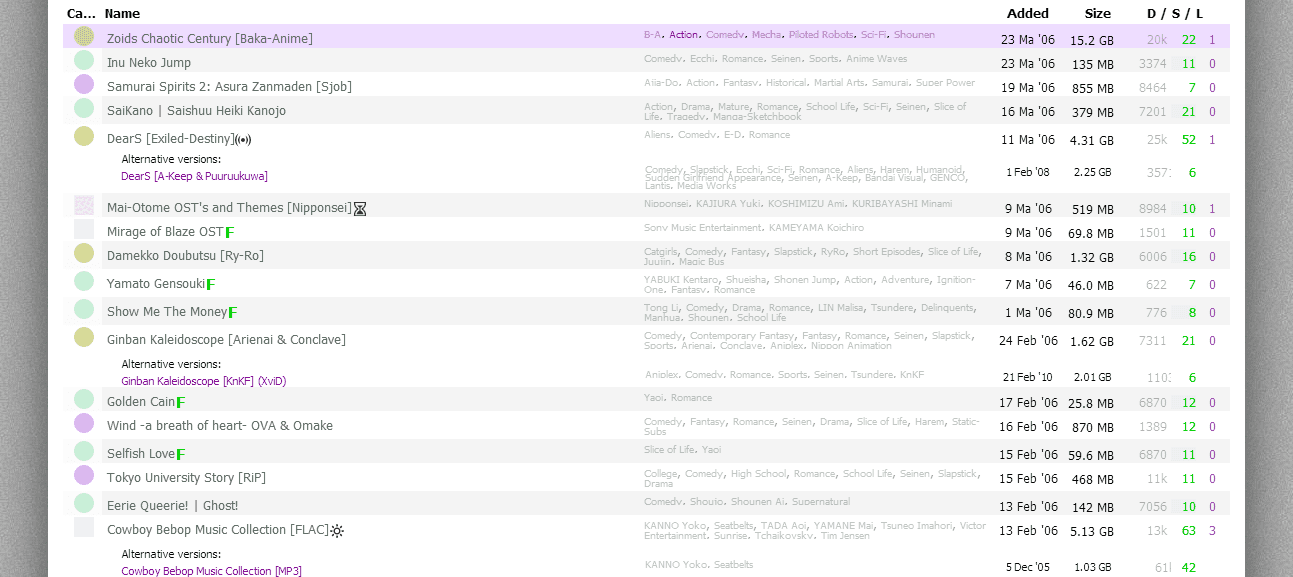 Ca... Name Added Size D / S / L
Zoids Chaotic Century [Baka-Anime] B-A, Action, Comedy, Mecha, Piloted Robots, Sci-Fi, Shounen 23 Ma '06 15.2 GB 20k 22 1
Inu Neko Jump Comedy, Ecchi, Romance, Seinen, Sports, Anime Waves 23 Ma '06 135 MB 3374 11 0
Samurai Spirits 2: Asura Zanmaden [Sjob] Ajia-Do, Action, Fantasy, Historical, Martial Arts, Samurai, Super Power 19 Ma '06 855 MB 8464 7 0
SaiKano | Saishuu Heiki Kanojo Action, Drama, Mature, Romance, School Life, Sci-Fi, Seinen, Slice of 16 Ma '06 379 MB 7201 21 0
Life, Tragedy, Manga-Sketchbook
DearS [Exiled-Destiny] Aliens, Comedy, E-D, Romance 11 Ma '06 4.31 GB 25k 52 1
Alternative versions:
DearS [A-Keep & Puuruukuwa] Comedy, Slapstick, Ecchi, Sci-Fi, Romance, Aliens, Harem, Humanoid, 1 Feb '08 2.25 GB 357 6
Sudden Girlfriend Appearance, Seinen, A-Keep, Bandai Visual, GENCO,
Lantis, Media Works
Mai-Otome OST's and Themes [Nipponsei] Nipponsei, KAJIURA Yuki, KOSHIMIZU Ami, KURIBAYASHI Minami 9 Ma '06 519 MB 8984 10 1
Mirage of Blaze OST F Sony Music Entertainment, KAMEYAMA Koichiro 9 Ma '06 69.8 MB 1501 11 0
Damekko Doubutsu [Ry-Ro] Catgirls, Comedy, Fantasy, Slapstick, RyRo, Short Episodes, Slice of Life, 8 Ma '06 1.32 GB 6006 16 0
Juujin, Magic Bus
Yamato Gensouki F YABUKI Kentaro, Shueisha, Shonen Jump, Action, Adventure, Ignition- 7 Ma '06 46.0 MB 622 7 0
One, Fantasy, Romance
Show Me The Money F Tong Li, Comedy, Drama, Romance, LIN Malisa, Tsundere, Delinquents, 1 Ma '06 80.9 MB 776 8 0
Manhua, Shounen, School Life
Ginban Kaleidoscope [Arienai & Conclave] Comedy, Contemporary Fantasy, Fantasy, Romance, Seinen, Slapstick, 24 Feb '06 1.62 GB 7311 21 0
Sports, Arienai, Conclave, Aniplex, Nippon Animation
Alternative versions:
Ginban Kaleidoscope [KnKF] (XviD) Aniplex, Comedy, Romance, Sports, Seinen, Tsundere, KnKF 21 Feb '10 2.01 GB 110 6
Golden Cain F Yaoi, Romance 17 Feb '06 25.8 MB 6870 12 0
Wind -a breath of heart- OVA & Omake Comedy, Fantasy, Romance, Seinen, Drama, Slice of Life, Harem, Static- 16 Feb '06 870 MB 1389 12 0
Subs
Selfish Love F Slice of Life, Yaoi 15 Feb '06 59.6 MB 6870 11 0
Tokyo University Story [RiP] College, Comedy, High School, Romance, School Life, Seinen, Slapstick, 15 Feb '06 468 MB 11k 11 0
Drama
Eerie Queerie! | Ghost! Comedy, Shoujo, Shounen Ai, Supernatural 13 Feb '06 142 MB 7056 10 0
Cowboy Bebop Music Collection [FLAC] KANNO Yoko, Seatbelts, TADA Aoi, YAMANE Mai, Tsuneo Imahori, Victor 13 Feb '06 5.13 GB 13k 63 3
Entertainment, Sunrise, Tchaikovsky, Tim Jensen
Alternative versions:
Cowboy Bebop Music Collection [MP3] KANNO Yoko, Seatbelts 5 Dec '05 1.03 GB 61 42